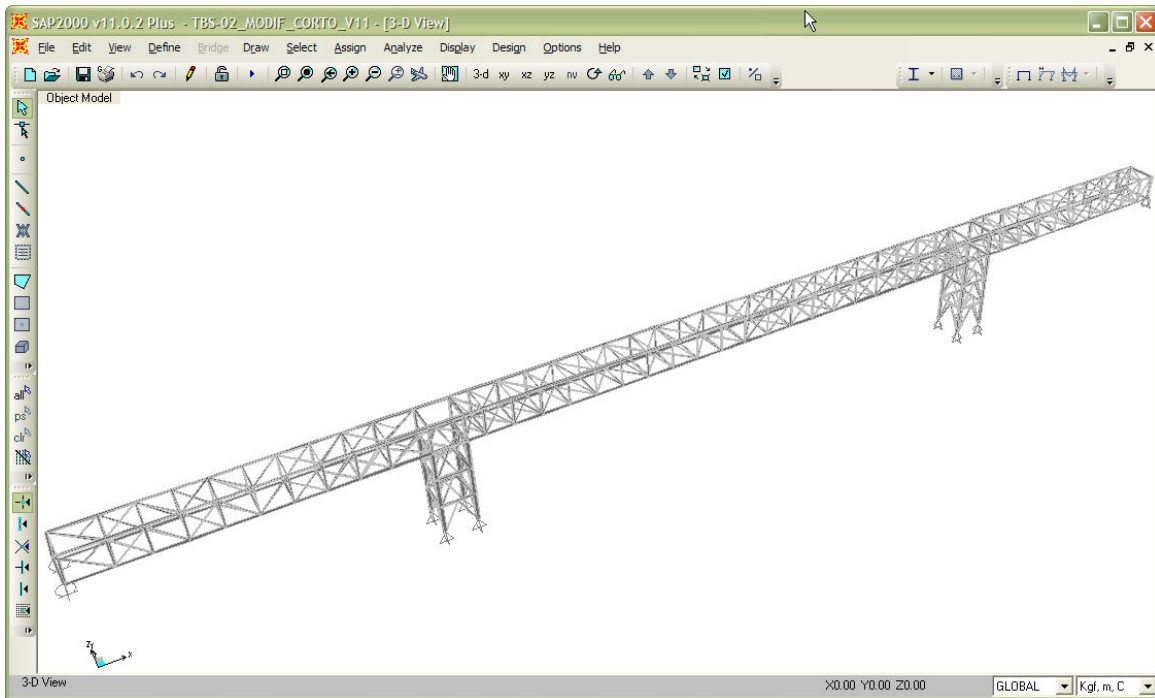 SAP2000 v11.0.2 Plus - TBS-02_MODIF_CORTO_V11 - [3-D View]
File Edit View Define Bridge Draw Select Assign Analyze Display Design Options Help
3-d xy xz yz nv
Object Model
all
ps
clr
Z
X
3-D View
X0.00 Y0.00 Z0.00
GLOBAL
Kgf, m, C